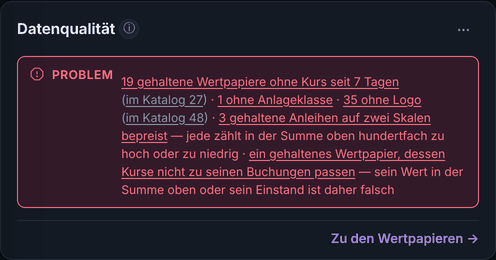 Datenqualität ⓘ ...
PROBLEM 19 gehaltene Wertpapiere ohne Kurs seit 7 Tagen
(im Katalog 27) · 1 ohne Anlageklasse · 35 ohne Logo
(im Katalog 48) · 3 gehaltene Anleihen auf zwei Skalen
bepreist — jede zählt in der Summe oben hundertfach zu
hoch oder zu niedrig · ein gehaltenes Wertpapier, dessen
Kurse nicht zu seinen Buchungen passen — sein Wert in der
Summe oben oder sein Einstand ist daher falsch
Zu den Wertpapieren →